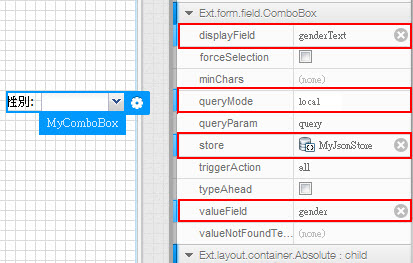 Ext.form.field.ComboBox
displayField genderText
forceSelection
minChars (none)
queryMode local
性別:
MyComboBox
queryParam query
store MyJsonStore
triggerAction all
typeAhead
valueField gender
valueNotFoundTe... (none)
Ext.layout.container.Absolute : child